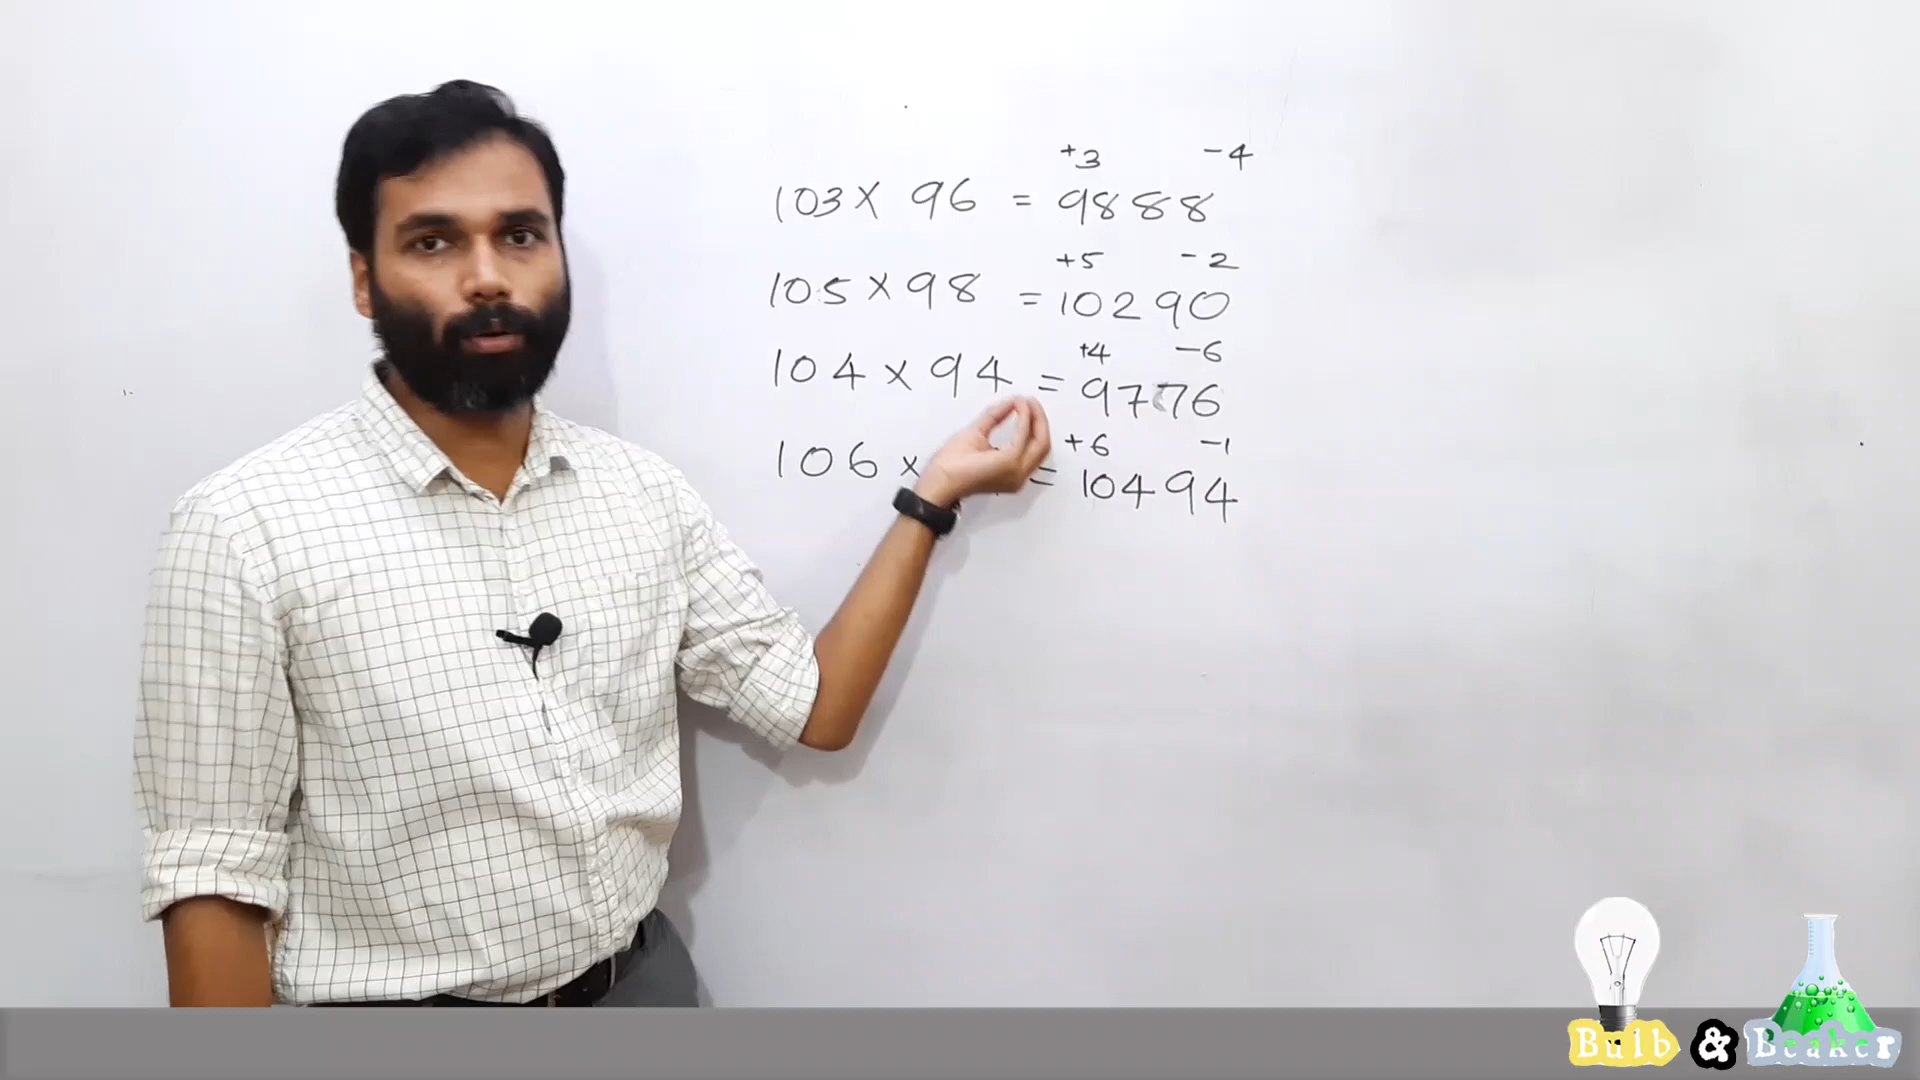 +3 -4
103 × 96 = 9888
+5 -2
105 × 98 = 10290
+4 -6
104 × 94 = 9776
+6 -1
106 × = 10494
Bulb & Beaker